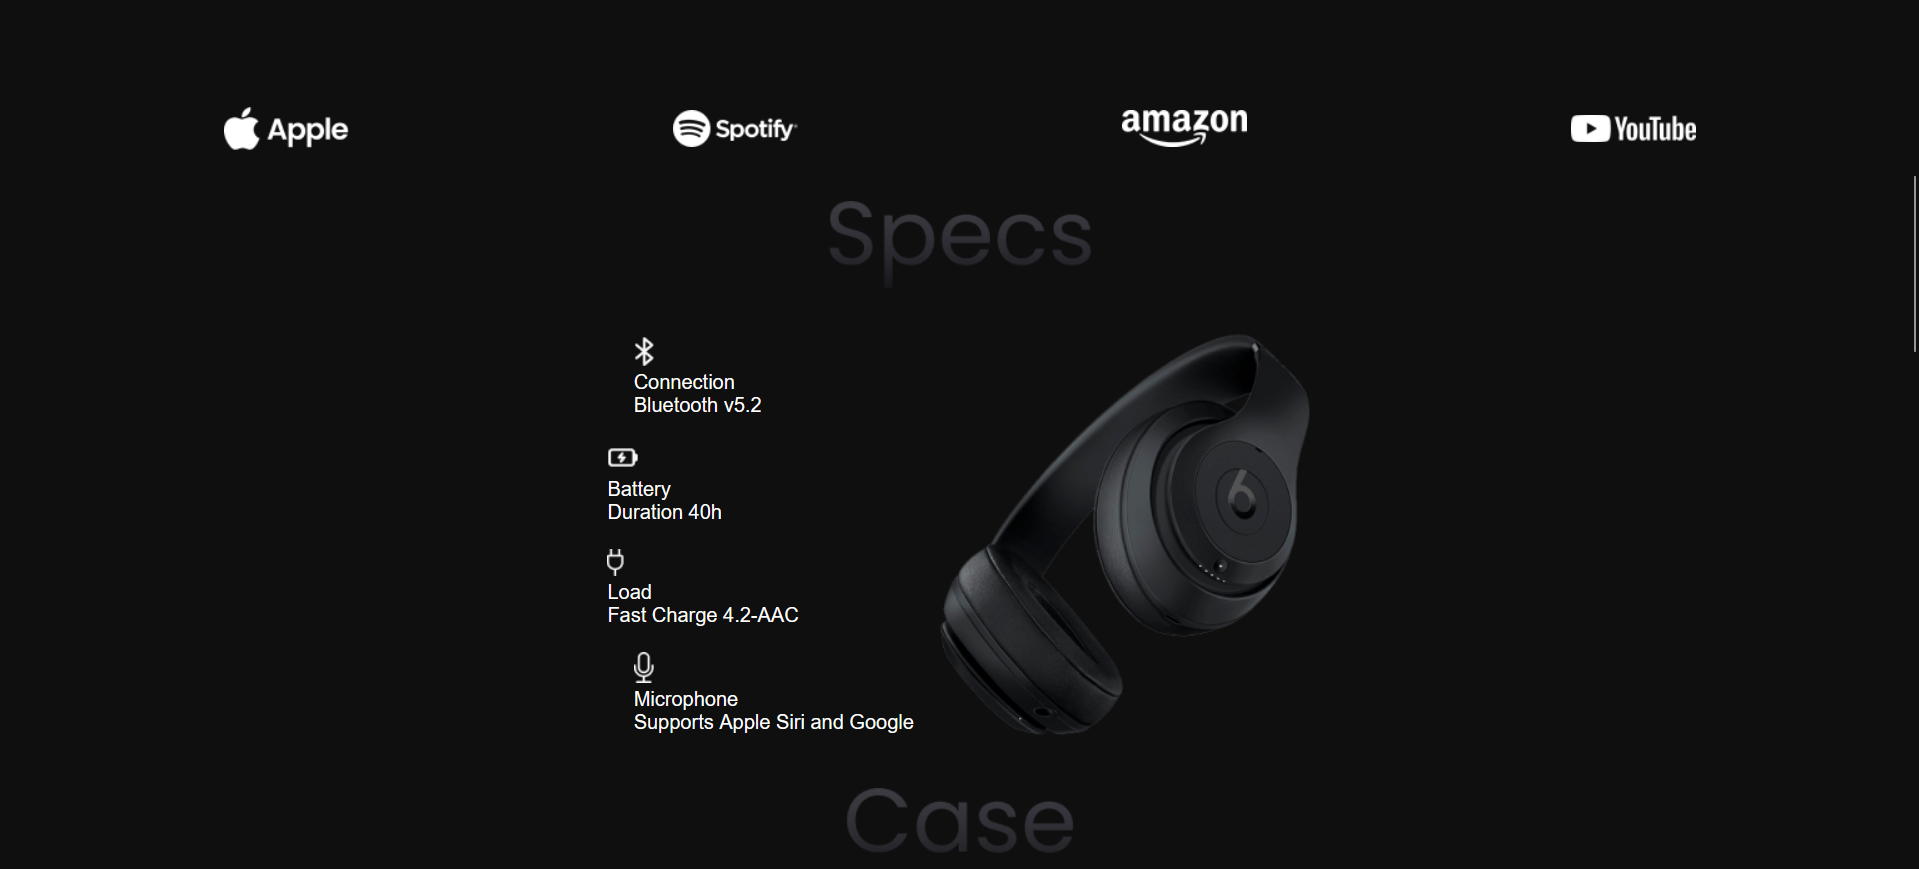 Apple
Spotify
amazon
YouTube
Specs
Connection
Bluetooth v5.2
Battery
Duration 40h
Load
Fast Charge 4.2-AAC
Microphone
Supports Apple Siri and Google
Case